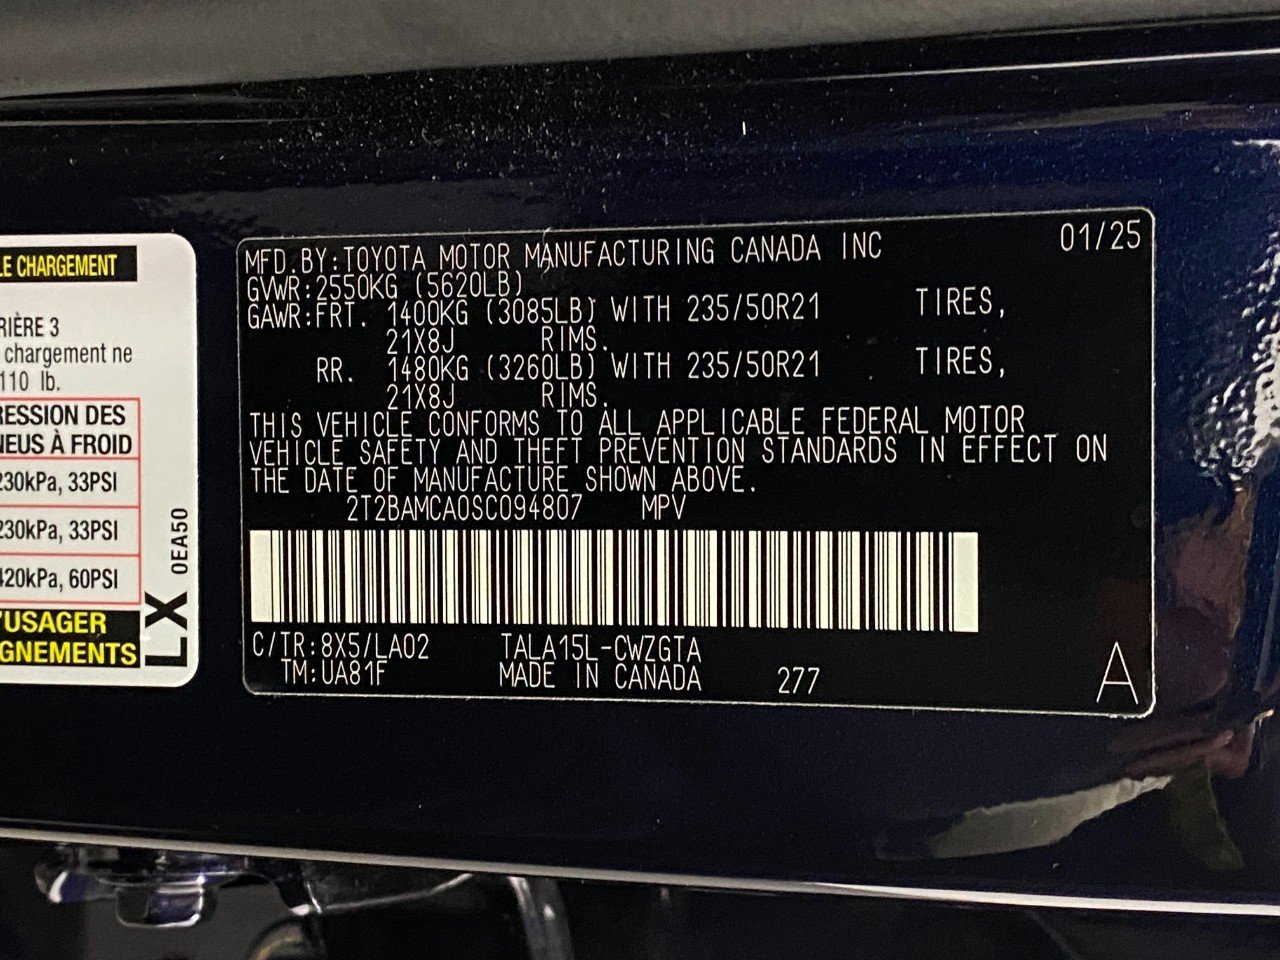 LE CHARGEMENT
RIÈRE 3
chargement ne
110 lb.
RESSION DES
NEUS À FROID
230kPa, 33PSI
230kPa, 33PSI
420kPa, 60PSI
'USAGER
GNEMENTS
LX 0EA50
MFD.BY:TOYOTA MOTOR MANUFACTURING CANADA INC 01/25
GVWR:2550KG (5620LB)
GAWR:FRT. 1400KG (3085LB) WITH 235/50R21 TIRES,
21X8J RIMS.
RR. 1480KG (3260LB) WITH 235/50R21 TIRES,
21X8J RIMS.
THIS VEHICLE CONFORMS TO ALL APPLICABLE FEDERAL MOTOR
VEHICLE SAFETY AND THEFT PREVENTION STANDARDS IN EFFECT ON
THE DATE OF MANUFACTURE SHOWN ABOVE.
2T2BAMCA0SC094807 MPV
C/TR:8X5/LA02 TALA15L-CWZGTA
TM:UA81F MADE IN CANADA 277
A